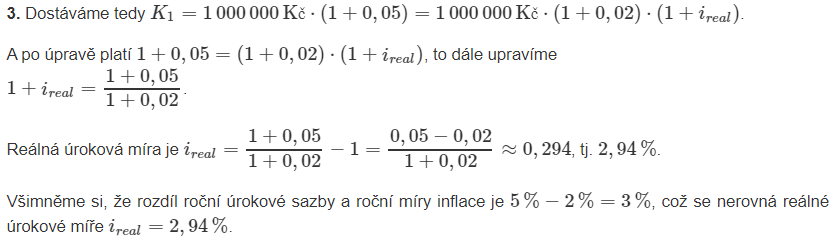 3. Dostáváme tedy K₁ = 1 000 000 Kč · (1 + 0, 05) = 1 000 000 Kč · (1 + 0, 02) · (1 + i_real).
A po úpravě platí 1 + 0, 05 = (1 + 0, 02) · (1 + i_real), to dále upravíme
1 + i_real = \frac{1 + 0, 05}{1 + 0, 02}.
Reálná úroková míra je i_real = \frac{1 + 0, 05}{1 + 0, 02} − 1 = \frac{0, 05 − 0, 02}{1 + 0, 02} ≈ 0, 294, tj. 2, 94 %.
Všimněme si, že rozdíl roční úrokové sazby a roční míry inflace je 5 % − 2 % = 3 %, což se nerovná reálné
úrokové míře i_real = 2, 94 %.